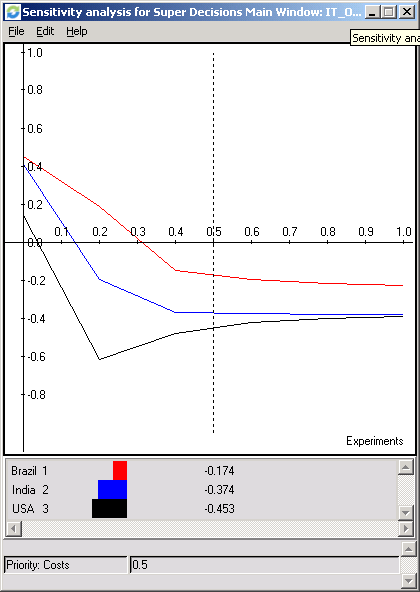 Sensitivity analysis for Super Decisions Main Window: IT_O...
File Edit Help
Sensitivity ana
1.0
0.8
0.6
0.4
0.2
0.1 0.2 0.3 0.4 0.5 0.6 0.7 0.8 0.9 1.0
0.0
-0.2
-0.4
-0.6
-0.8
Experiments
Brazil 1 -0.174
India 2 -0.374
USA 3 -0.453
Priority: Costs 0.5